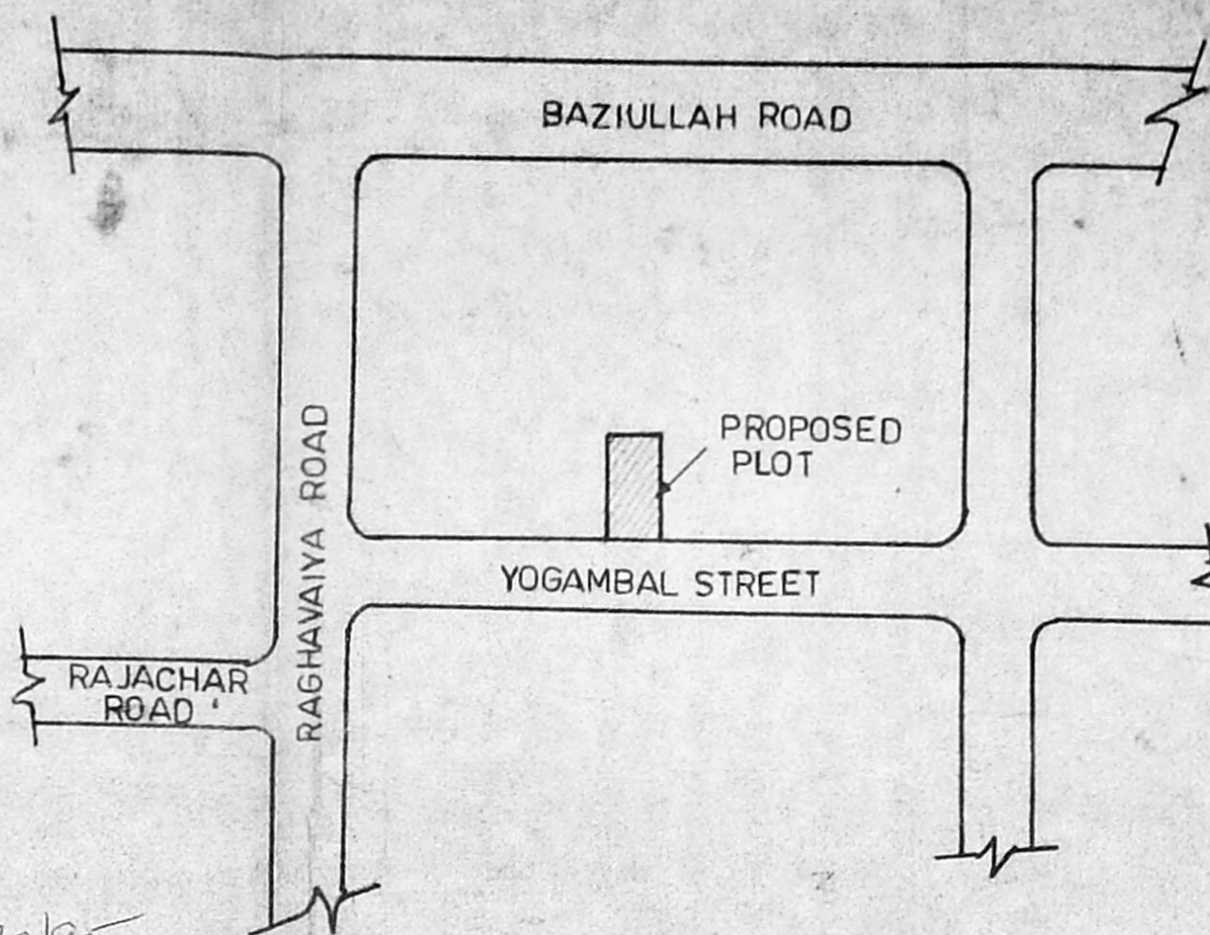 BAZIULLAH ROAD
PROPOSED
PLOT
RAGHAVAIYA ROAD
YOGAMBAL STREET
RAJACHAR
ROAD